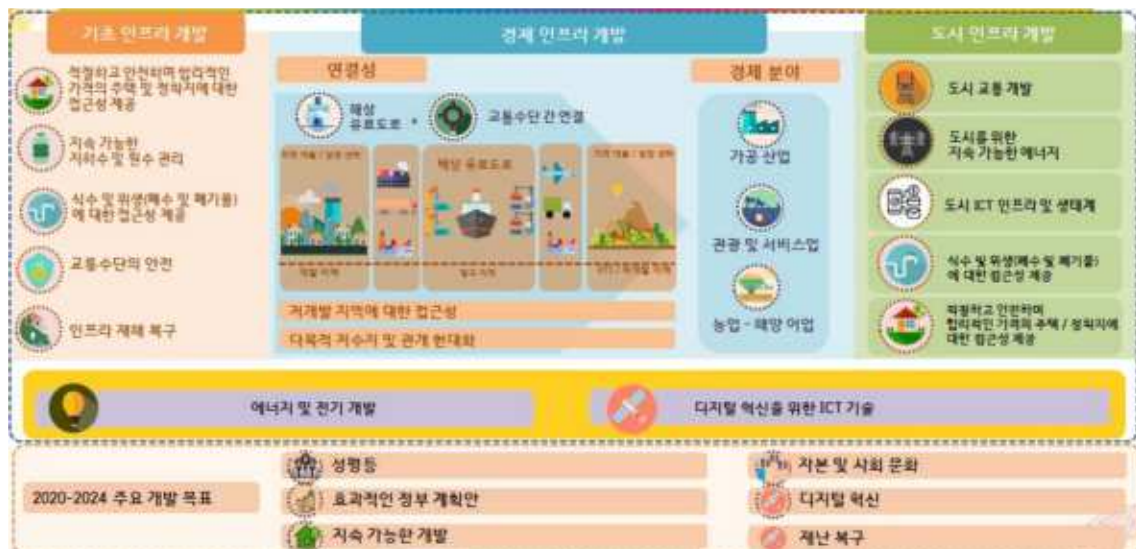 기초 인프라 개발
적절하고 안전하며 합리적인
가격의 주택 및 정착지에 대한
접근성 제공
지속 가능한
지하수 및 원수 관리
식수 및 위생(폐수 및 폐기물)
에 대한 접근성 제공
교통수단의 안전
인프라 재해 복구
경제 인프라 개발
연결성
해상
유료도로
교통수단 간 연결
해상 유료도로
저개발 지역에 대한 접근성
다목적 저수지 및 관개 현대화
경제 분야
가공 산업
관광 및 서비스업
농업 - 해양 어업
도시 인프라 개발
도시 교통 개발
도시를 위한
지속 가능한 에너지
도시 ICT 인프라 및 생태계
식수 및 위생(폐수 및 폐기물)
에 대한 접근성 제공
적절하고 안전하며
합리적인 가격의 주택 / 정착지에
대한 접근성 제공
에너지 및 전기 개발
디지털 혁신을 위한 ICT 기술
2020-2024 주요 개발 목표
성평등
효과적인 정부 계획안
지속 가능한 개발
자본 및 사회 문화
디지털 혁신
재난 복구